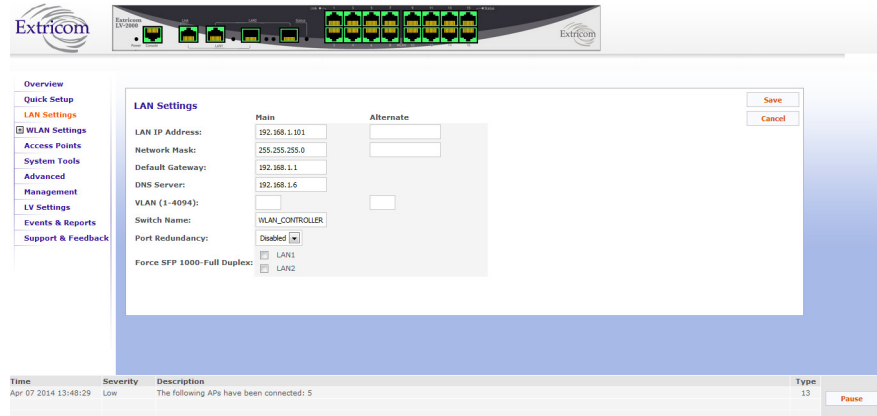 Extricom
Extricom
LV-2000
Link
LAN2
Status
Power Console
LAN1
Extricom
Overview
Quick Setup
LAN Settings
WLAN Settings
Access Points
System Tools
Advanced
Management
LV Settings
Events & Reports
Support & Feedback
LAN Settings
Save
Cancel
Main Alternate
LAN IP Address: 192.168.1.101
Network Mask: 255.255.255.0
Default Gateway: 192.168.1.1
DNS Server: 192.168.1.6
VLAN (1-4094):
Switch Name: WLAN_CONTROLLER
Port Redundancy: Disabled
Force SFP 1000-Full Duplex: LAN1
LAN2
Time Severity Description Type
Apr 07 2014 13:48:29 Low The following APs have been connected: 5 13
Pause